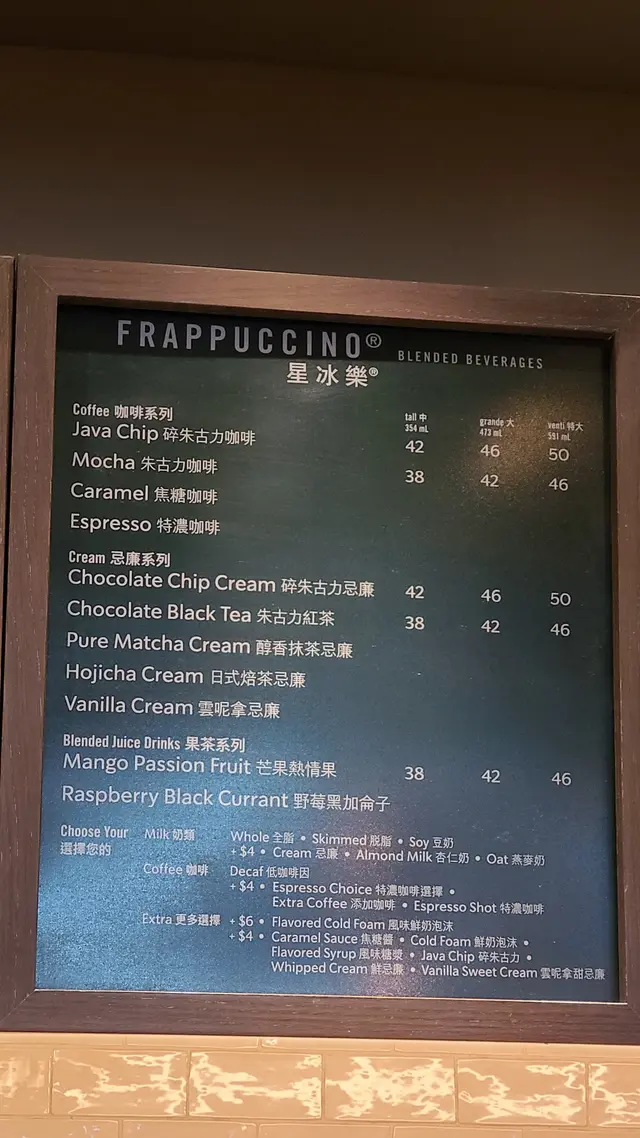 FRAPPUCCINO® BLENDED BEVERAGES
星冰樂®
Coffee 咖啡系列 tall 中 354 mL grande 大 473 mL venti 特大 591 mL
Java Chip 碎朱古力咖啡 42 46 50
Mocha 朱古力咖啡 38 42 46
Caramel 焦糖咖啡
Espresso 特濃咖啡
Cream 忌廉系列
Chocolate Chip Cream 碎朱古力忌廉 42 46 50
Chocolate Black Tea 朱古力紅茶 38 42 46
Pure Matcha Cream 醇香抹茶忌廉
Hojicha Cream 日式焙茶忌廉
Vanilla Cream 雲呢拿忌廉
Blended Juice Drinks 果茶系列
Mango Passion Fruit 芒果熱情果 38 42 46
Raspberry Black Currant 野莓黑加侖子
Choose Your Milk 奶類 Whole 全脂 • Skimmed 脱脂 • Soy 豆奶
選擇您的 + $4 • Cream 忌廉 • Almond Milk 杏仁奶 • Oat 燕麥奶
Coffee 咖啡 Decaf 低咖啡因
+ $4 • Espresso Choice 特濃咖啡選擇 •
Extra Coffee 添加咖啡 • Espresso Shot 特濃咖啡
Extra 更多選擇 + $6 • Flavored Cold Foam 風味鮮奶泡沫
+ $4 • Caramel Sauce 焦糖醬 • Cold Foam 鮮奶泡沫 •
Flavored Syrup 風味糖漿 • Java Chip 碎朱古力 •
Whipped Cream 鮮忌廉 • Vanilla Sweet Cream 雲呢拿甜忌廉